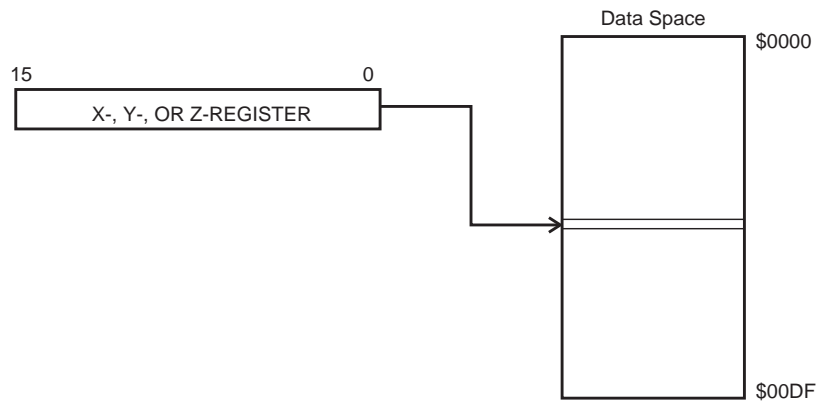 Data Space
$0000
15 0
X-, Y-, OR Z-REGISTER
$00DF